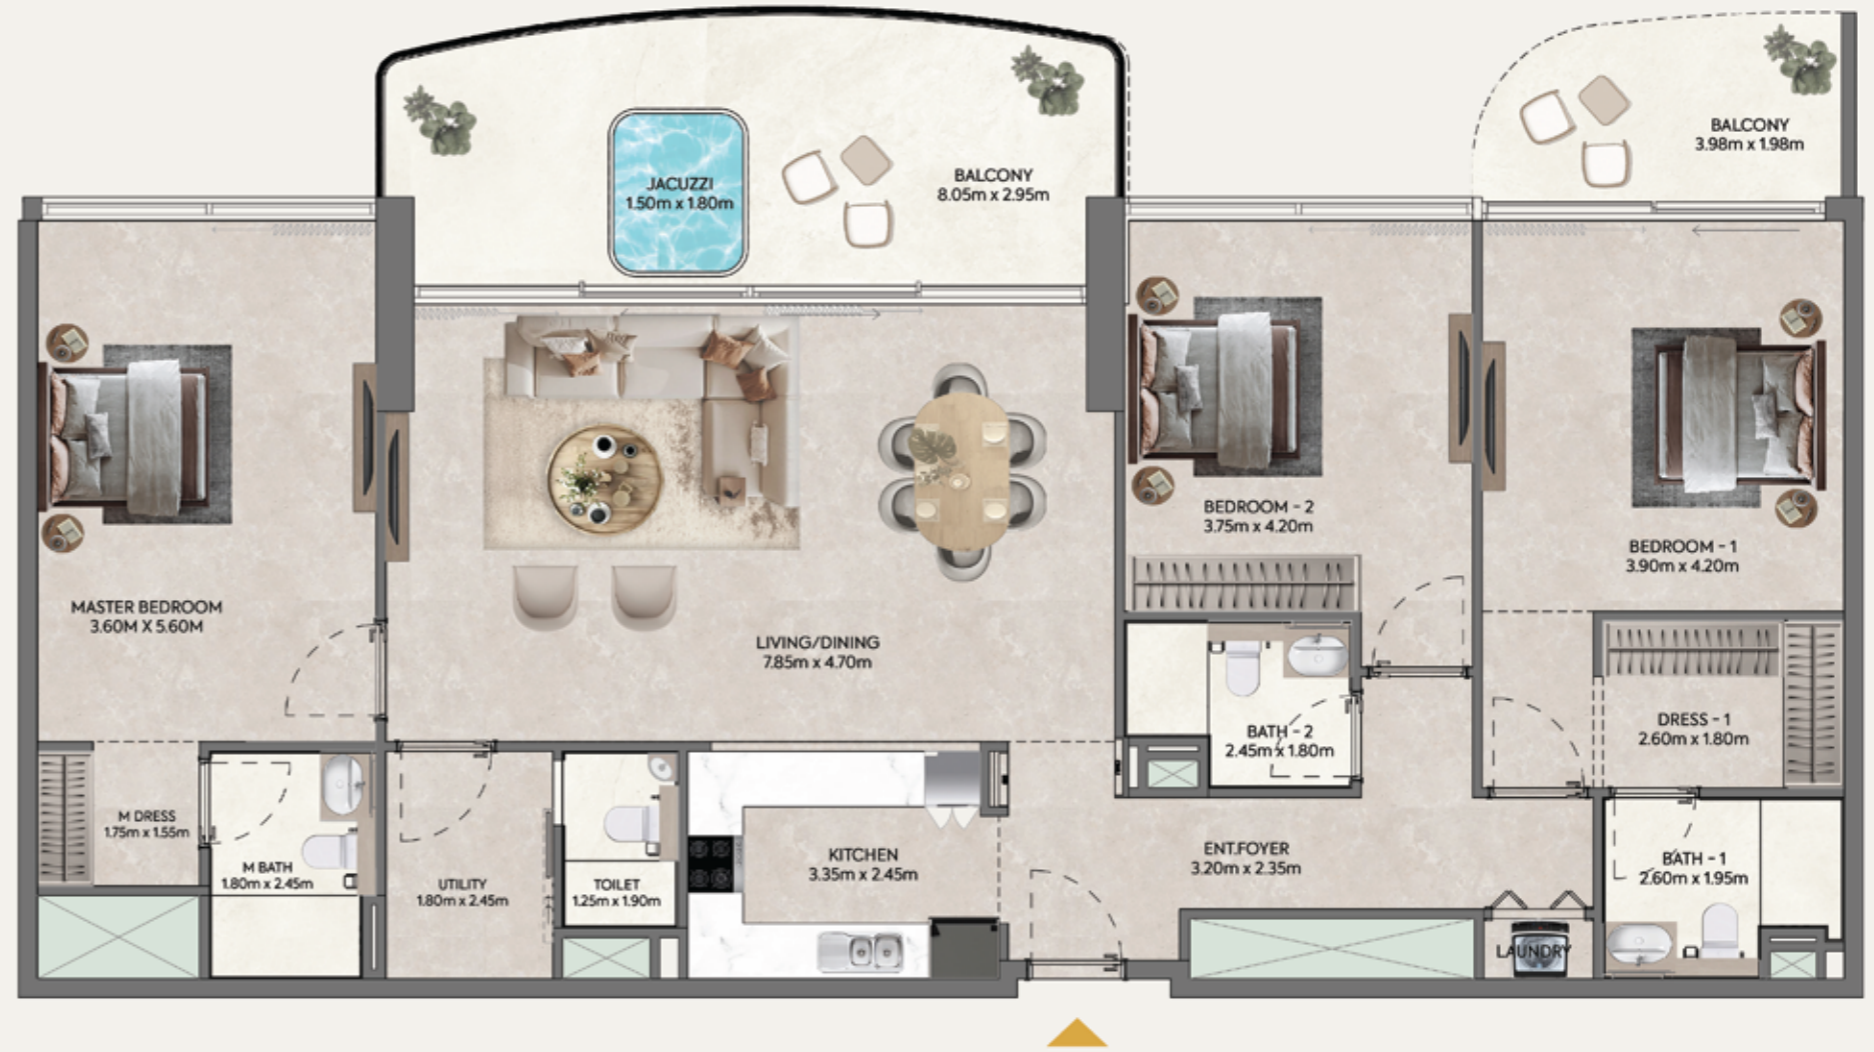 BALCONY
3.98m x 1.98m
JACUZZI
1.50m x 1.80m
BALCONY
8.05m x 2.95m
BEDROOM - 2
3.75m x 4.20m
BEDROOM - 1
3.90m x 4.20m
MASTER BEDROOM
3.60M X 5.60M
LIVING/DINING
7.85m x 4.70m
DRESS - 1
2.60m x 1.80m
BATH - 2
2.45m x 1.80m
M DRESS
1.75m x 1.55m
M BATH
1.80m x 2.45m
UTILITY
1.80m x 2.45m
TOILET
1.25m x 1.90m
KITCHEN
3.35m x 2.45m
ENT.FOYER
3.20m x 2.35m
BATH - 1
2.60m x 1.95m
LAUNDRY